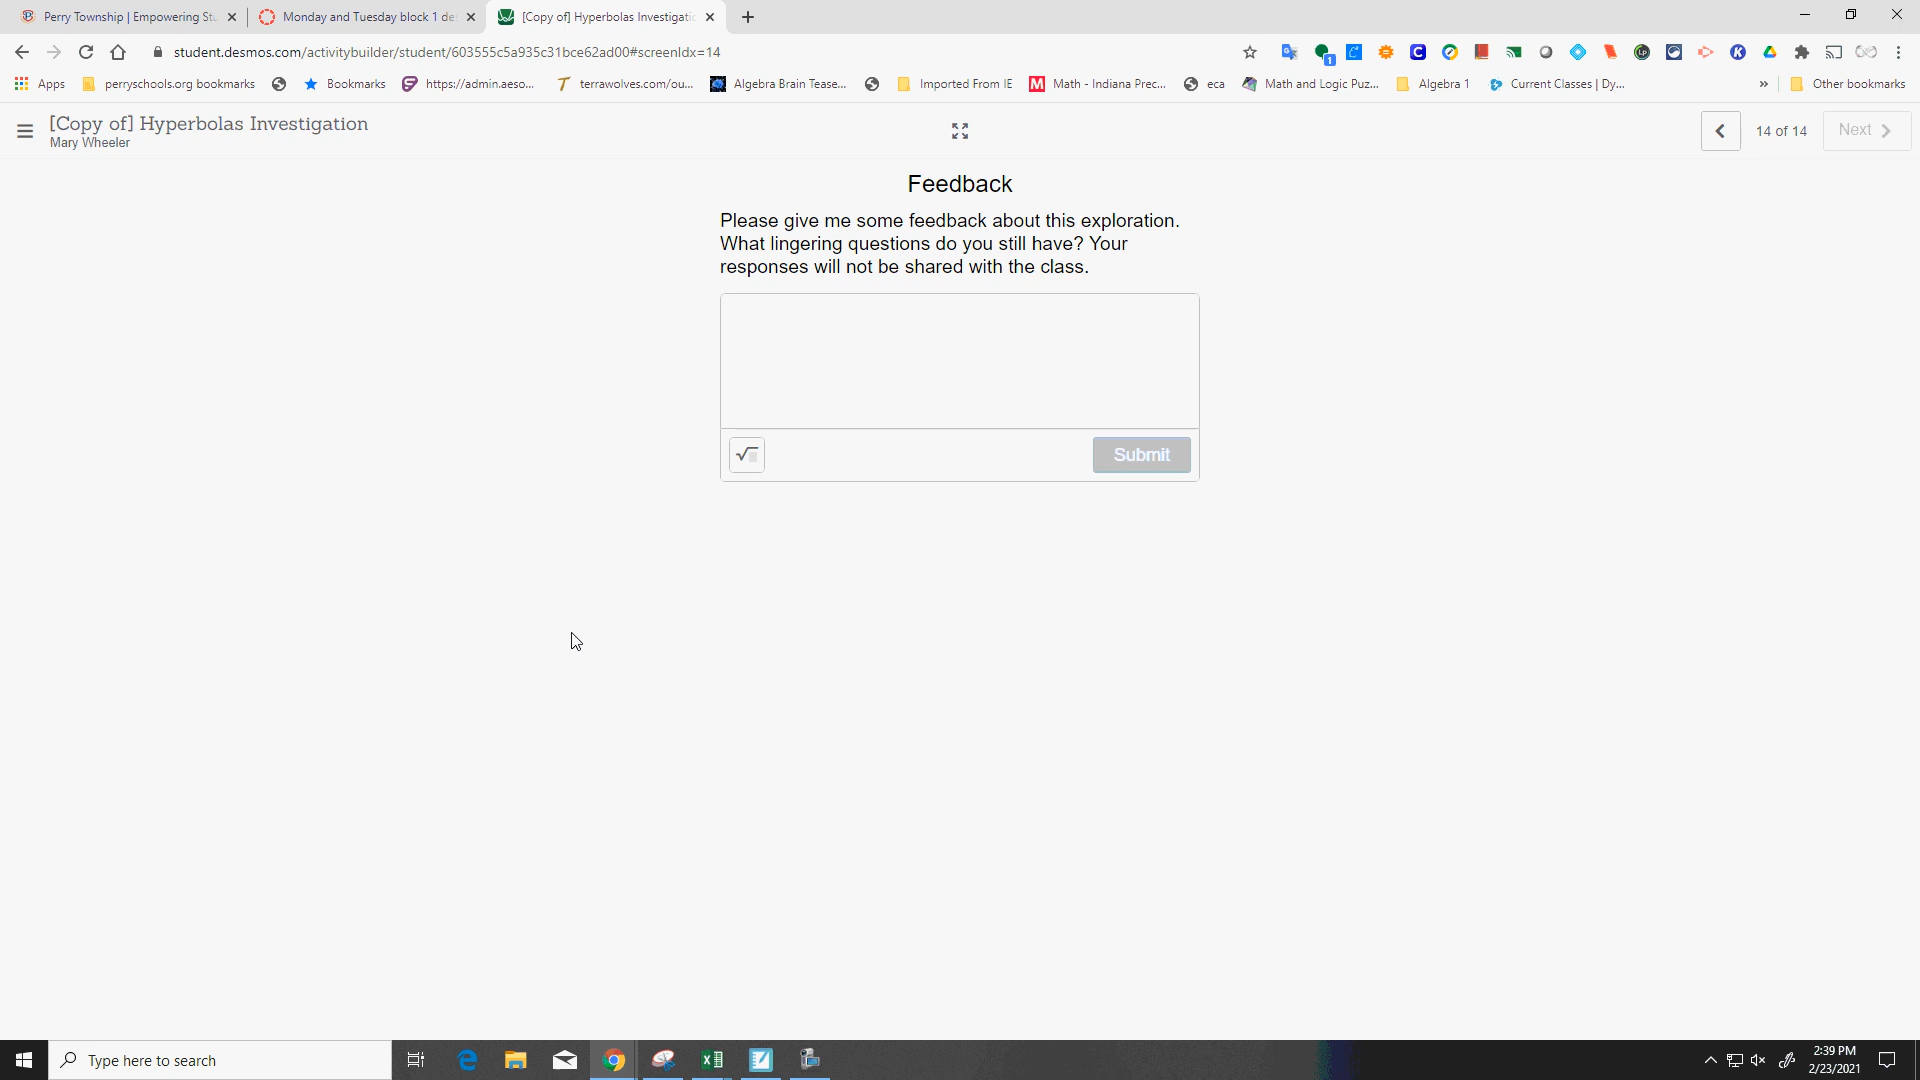 Perry Township | Empowering Stu
Monday and Tuesday block 1 de
[Copy of] Hyperbolas Investigatio
student.desmos.com/activitybuilder/student/603555c5a935c31bce62ad00#screenIdx=14
Apps
perryschools.org bookmarks
Bookmarks
https://admin.aeso...
terrawolves.com/ou...
Algebra Brain Tease...
Imported From IE
Math - Indiana Prec...
eca
Math and Logic Puz...
Algebra 1
Current Classes | Dy...
»
Other bookmarks
[Copy of] Hyperbolas Investigation
Mary Wheeler
14 of 14
Next
Feedback
Please give me some feedback about this exploration.
What lingering questions do you still have? Your
responses will not be shared with the class.
Submit
Type here to search
2:39 PM
2/23/2021